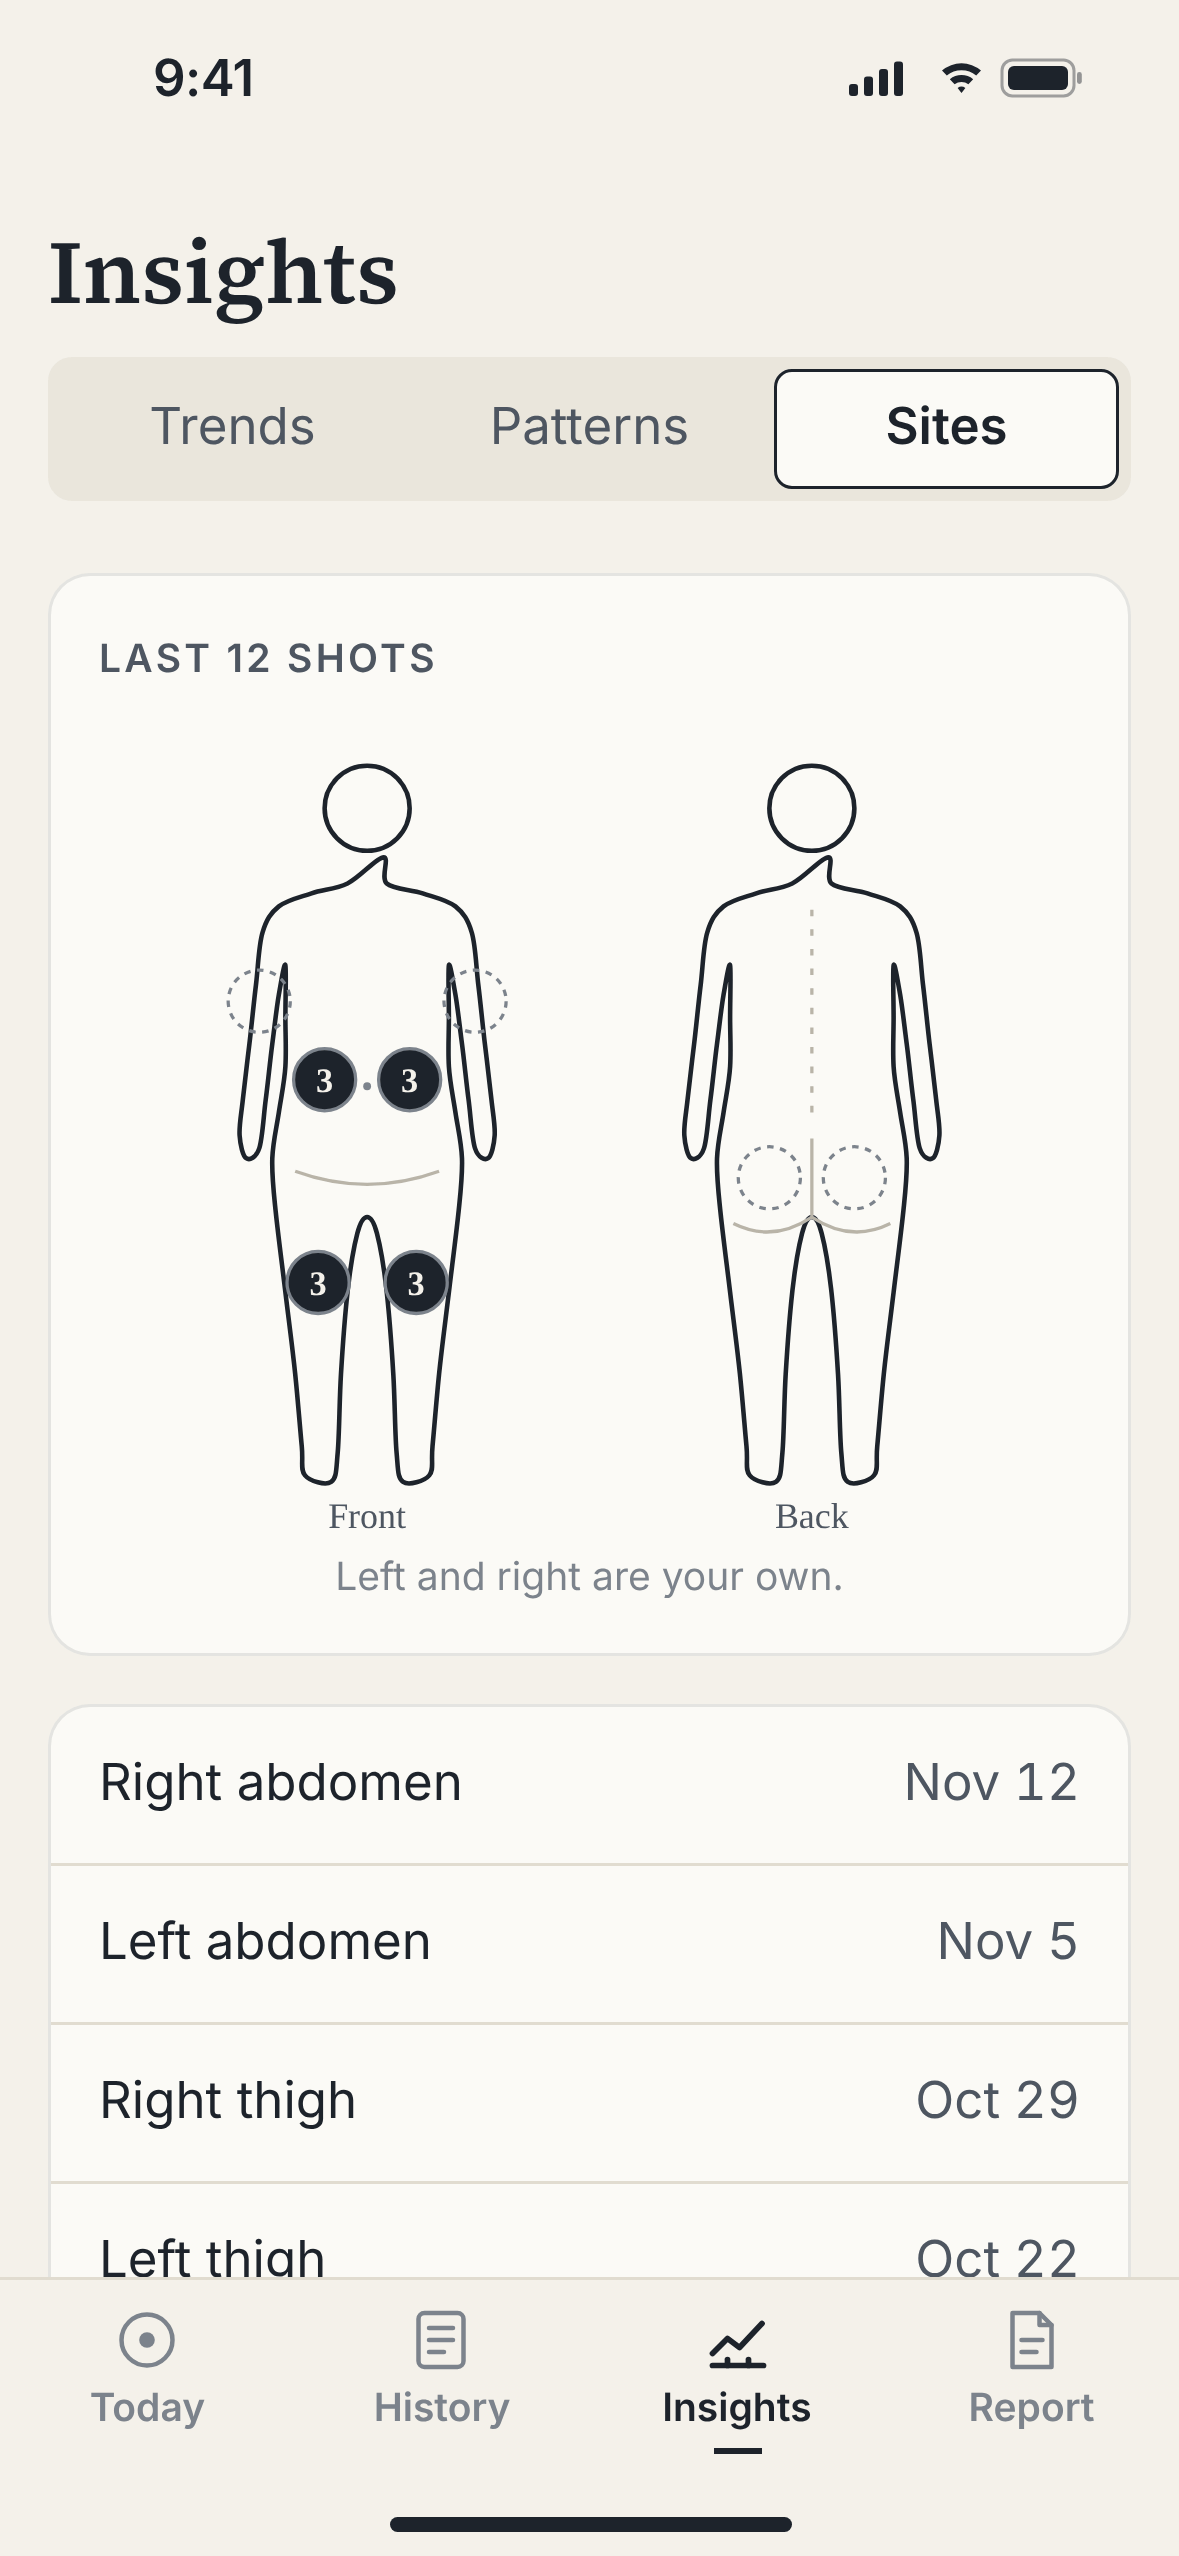 9:41
Insights
Trends Patterns Sites
LAST 12 SHOTS
3 3
3 3
Front Back
Left and right are your own.
Right abdomen Nov 12
Left abdomen Nov 5
Right thigh Oct 29
Left thigh Oct 22
Today History Insights Report